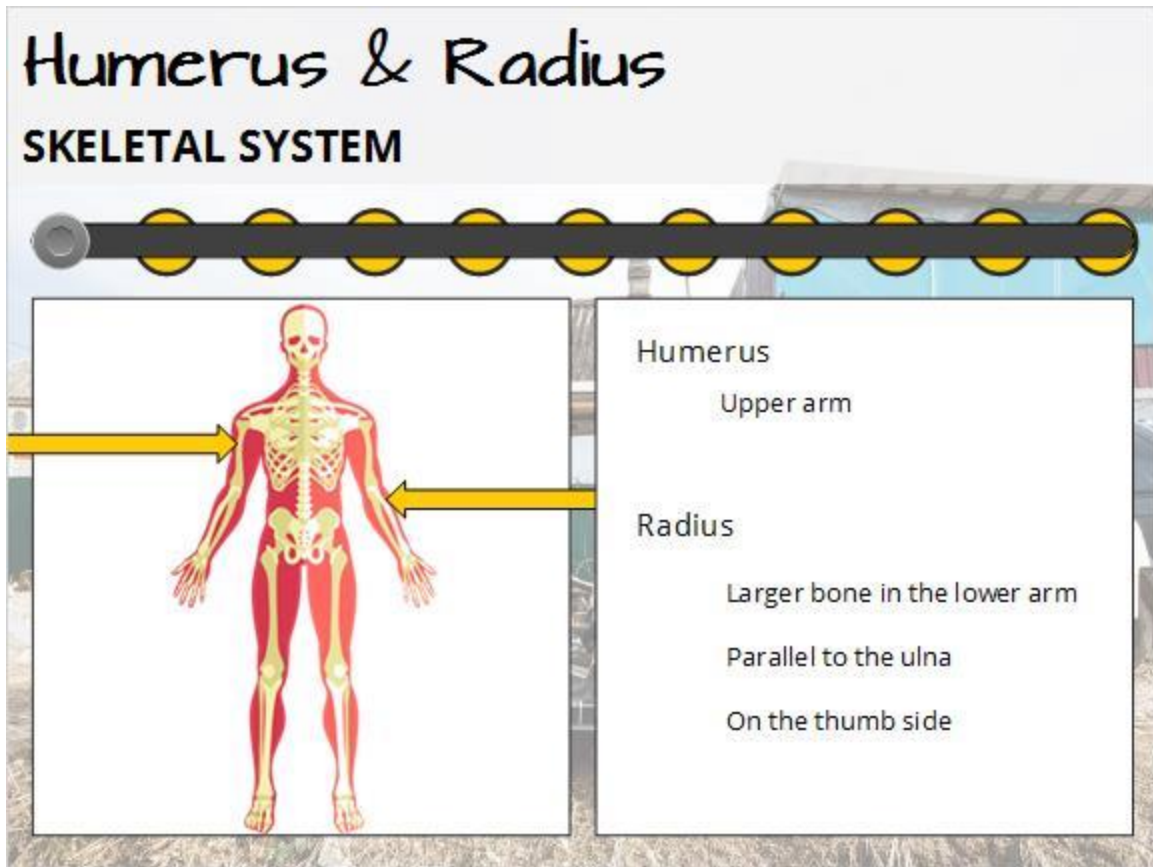 Humerus & Radius
SKELETAL SYSTEM
Humerus
Upper arm
Radius
Larger bone in the lower arm
Parallel to the ulna
On the thumb side